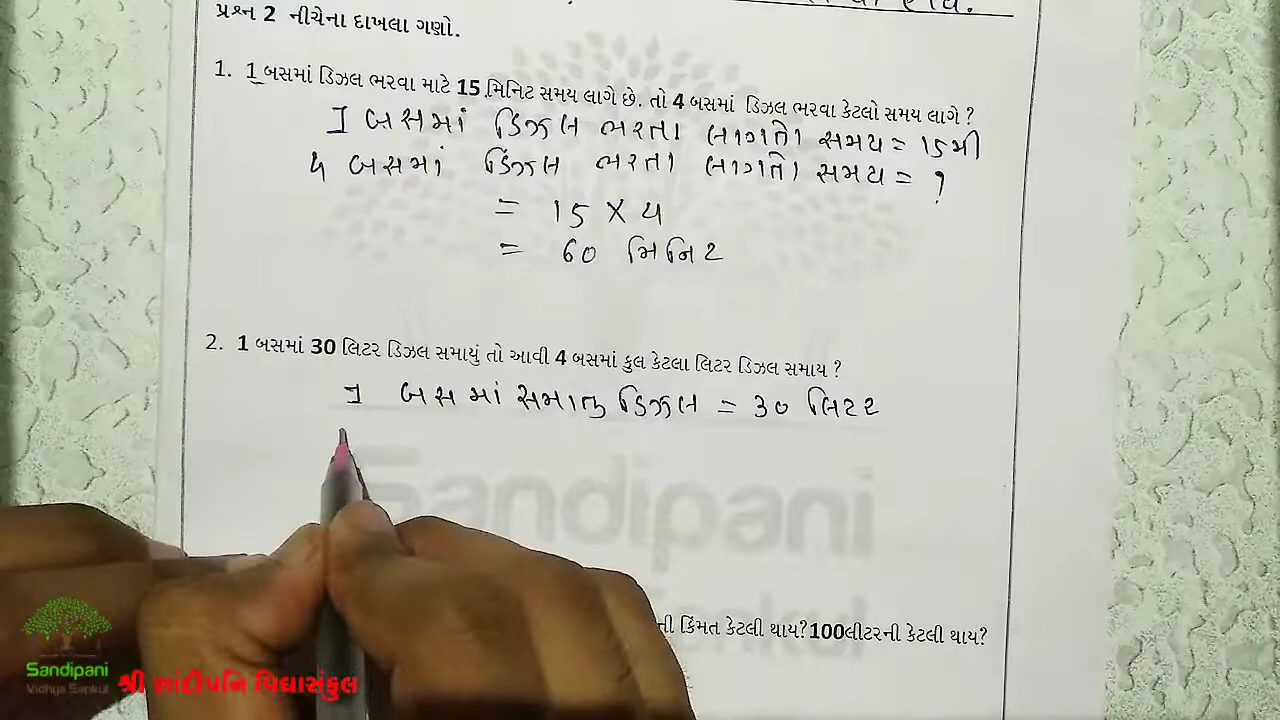 પ્રશ્ન 2 નીચેના દાખલા ગણો.
1. 1 બસમાં ડિઝલ ભરવા માટે 15 મિનિટ સમય લાગે છે. તો 4 બસમાં ડિઝલ ભરવા કેટલો સમય લાગે ?
1 બસમાં ડિઝલ ભરતા લાગતો સમય = 15 મી
4 બસમાં ડિઝલ ભરતા લાગતો સમય = ?
= 15 X 4
= 60 મિનિટ
2. 1 બસમાં 30 લિટર ડિઝલ સમાયું તો આવી 4 બસમાં કુલ કેટલા લિટર ડિઝલ સમાય ?
1 બસ માં સમાતુ ડિઝલ = 30 લિટર
Sandipani
કિંમત કેટલી થાય? 100લીટરની કેટલી થાય?
Sandipani
Vidhya Sankul
શ્રી સાંદીપનિ વિદ્યાસંકુલ